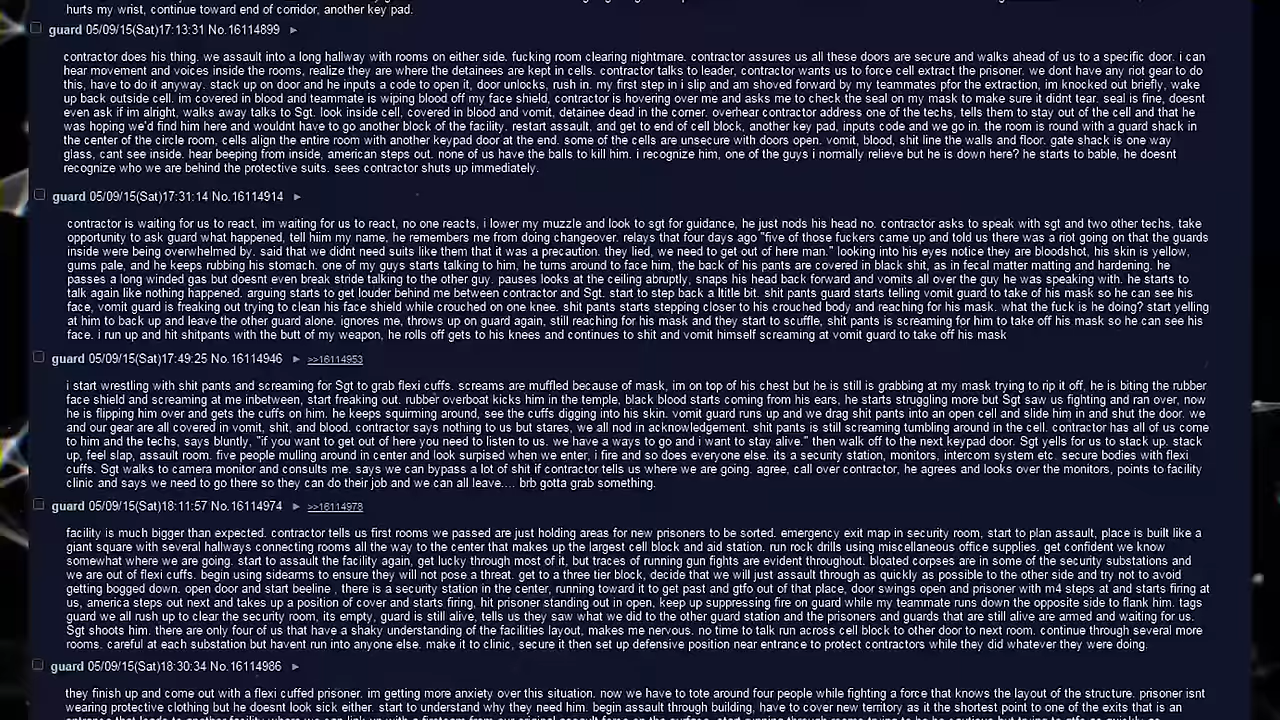 hurts my wrist, continue toward end of corridor, another key pad.
guard 05/09/15(Sat)17:13:31 No.16114899 ►
contractor does his thing. we assault into a long hallway with rooms on either side. fucking room clearing nightmare. contractor assures us all these doors are secure and walks ahead of us to a specific door. i can
hear movement and voices inside the rooms, realize they are where the detainees are kept in cells. contractor talks to leader, contractor wants us to force cell extract the prisoner. we dont have any riot gear to do
this, have to do it anyway. stack up on door and he inputs a code to open it, door unlocks, rush in. my first step in i slip and am shoved forward by my teammates pfor the extraction, im knocked out briefly, wake
up back outside cell. im covered in blood and teammate is wiping blood off my face shield, contractor is hovering over me and asks me to check the seal on my mask to make sure it didnt tear. seal is fine, doesnt
even ask if im alright, walks away talks to Sgt. look inside cell, covered in blood and vomit, detainee dead in the corner. overhear contractor address one of the techs, tells them to stay out of the cell and that he
was hoping we'd find him here and wouldnt have to go another block of the facility. restart assault, and get to end of cell block, another key pad, inputs code and we go in. the room is round with a guard shack in
the center of the circle room, cells align the entire room with another keypad door at the end. some of the cells are unsecure with doors open. vomit, blood, shit line the walls and floor. gate shack is one way
glass, cant see inside. hear beeping from inside, american steps out. none of us have the balls to kill him. i recognize him, one of the guys i normally relieve but he is down here? he starts to bable, he doesnt
recognize who we are behind the protective suits. sees contractor shuts up immediately.
guard 05/09/15(Sat)17:31:14 No.16114914 ►
contractor is waiting for us to react, im waiting for us to react, no one reacts, i lower my muzzle and look to sgt for guidance, he just nods his head no. contractor asks to speak with sgt and two other techs. take
opportunity to ask guard what happened, tell hiim my name, he remembers me from doing changeover. relays that four days ago "five of those fuckers came up and told us there was a riot going on that the guards
inside were being overwhelmed by. said that we didnt need suits like them that it was a precaution. they lied, we need to get out of here man." looking into his eyes notice they are bloodshot, his skin is yellow,
gums pale, and he keeps rubbing his stomach. one of my guys starts talking to him, he turns around to face him, the back of his pants are covered in black shit, as in fecal matter matting and hardening. he
passes a long winded gas but doesnt even break stride talking to the other guy. pauses looks at the ceiling abruptly, snaps his head back forward and vomits all over the guy he was speaking with. he starts to
talk again like nothing happened. arguing starts to get louder behind me between contractor and Sgt. start to step back a little bit. shit pants guard starts telling vomit guard to take of his mask so he can see his
face, vomit guard is freaking out trying to clean his face shield while crouched on one knee. shit pants starts stepping closer to his crouched body and reaching for his mask. what the fuck is he doing? start yelling
at him to back up and leave the other guard alone. ignores me, throws up on guard again, still reaching for his mask and they start to scuffle, shit pants is screaming for him to take off his mask so he can see his
face. i run up and hit shitpants with the butt of my weapon, he rolls off gets to his knees and continues to shit and vomit himself screaming at vomit guard to take off his mask
guard 05/09/15(Sat)17:49:25 No.16114946 ► >>16114953
i start wrestling with shit pants and screaming for Sgt to grab flexi cuffs. screams are muffled because of mask, im on top of his chest but he is still is grabbing at my mask trying to rip it off, he is biting the rubber
face shield and screaming at me inbetween, start freaking out. rubber overboat kicks him in the temple, black blood starts coming from his ears, he starts struggling more but Sgt saw us fighting and ran over, now
he is flipping him over and gets the cuffs on him. he keeps squirming around, see the cuffs digging into his skin. vomit guard runs up and we drag shit pants into an open cell and slide him in and shut the door. we
and our gear are all covered in vomit, shit, and blood. contractor says nothing to us but stares, we all nod in acknowledgement. shit pants is still screaming tumbling around in the cell. contractor has all of us come
to him and the techs, says bluntly, "if you want to get out of here you need to listen to us. we have a ways to go and i want to stay alive." then walk off to the next keypad door. Sgt yells for us to stack up. stack
up, feel slap, assault room. five people mulling around in center and look surpised when we enter, i fire and so does everyone else. its a security station, monitors, intercom system etc. secure bodies with flexi
cuffs. Sgt walks to camera monitor and consults me. says we can bypass a lot of shit if contractor tells us where we are going. agree, call over contractor, he agrees and looks over the monitors, points to facility
clinic and says we need to go there so they can do their job and we can all leave.... brb gotta grab something.
guard 05/09/15(Sat)18:11:57 No.16114974 ► >>16114978
facility is much bigger than expected. contractor tells us first rooms we passed are just holding areas for new prisoners to be sorted. emergency exit map in security room, start to plan assault, place is built like a
giant square with several hallways connecting rooms all the way to the center that makes up the largest cell block and aid station. run rock drills using miscellaneous office supplies. get confident we know
somewhat where we are going. start to assault the facility again, get lucky through most of it, but traces of running gun fights are evident throughout. bloated corpses are in some of the security substations and
we are out of flexi cuffs. begin using sidearms to ensure they will not pose a threat. get to a three tier block, decide that we will just assault through as quickly as possible to the other side and try not to avoid
getting bogged down. open door and start beeline , there is a security station in the center, running toward it to get past and gtfo out of that place, door swings open and prisoner with m4 steps at and starts firing at
us, america steps out next and takes up a position of cover and starts firing, hit prisoner standing out in open, keep up suppressing fire on guard while my teammate runs down the opposite side to flank him. tags
guard we all rush up to clear the security room, its empty, guard is still alive, tells us they saw what we did to the other guard station and the prisoners and guards that are still alive are armed and waiting for us.
Sgt shoots him. there are only four of us that have a shaky understanding of the facilities layout, makes me nervous. no time to talk run across cell block to other door to next room. continue through several more
rooms. careful at each substation but havent run into anyone else. make it to clinic, secure it then set up defensive position near entrance to protect contractors while they did whatever they were doing.
guard 05/09/15(Sat)18:30:34 No.16114986 ►
they finish up and come out with a flexi cuffed prisoner. im getting more anxiety over this situation. now we have to tote around four people while fighting a force that knows the layout of the structure. prisoner isnt
wearing protective clothing but he doesnt look sick either. start to understand why they need him. begin assault through building, have to cover new territory as it the shortest point to one of the exits that is an